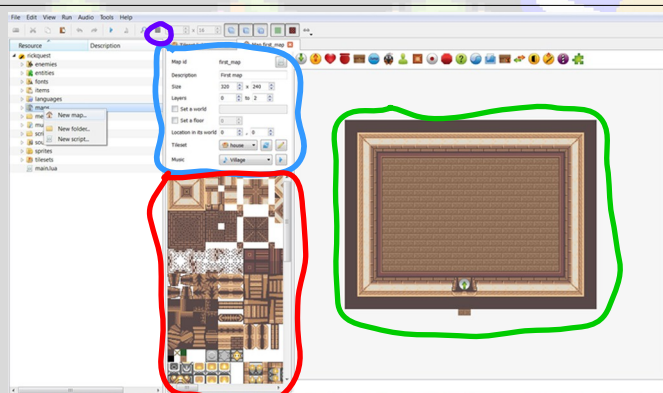 File Edit View Run Audio Tools Help
Resource Description
rickquest
enemies
entities
fonts
items
languages
maps
New map...
New folder...
New script...
sprites
tilesets
main.lua
first_map
Map id first_map
Description First map
Size 320 x 240
Layers 0 to 2
Set a world
Set a floor
Location in its world 0 , 0
Tileset house
Music Village